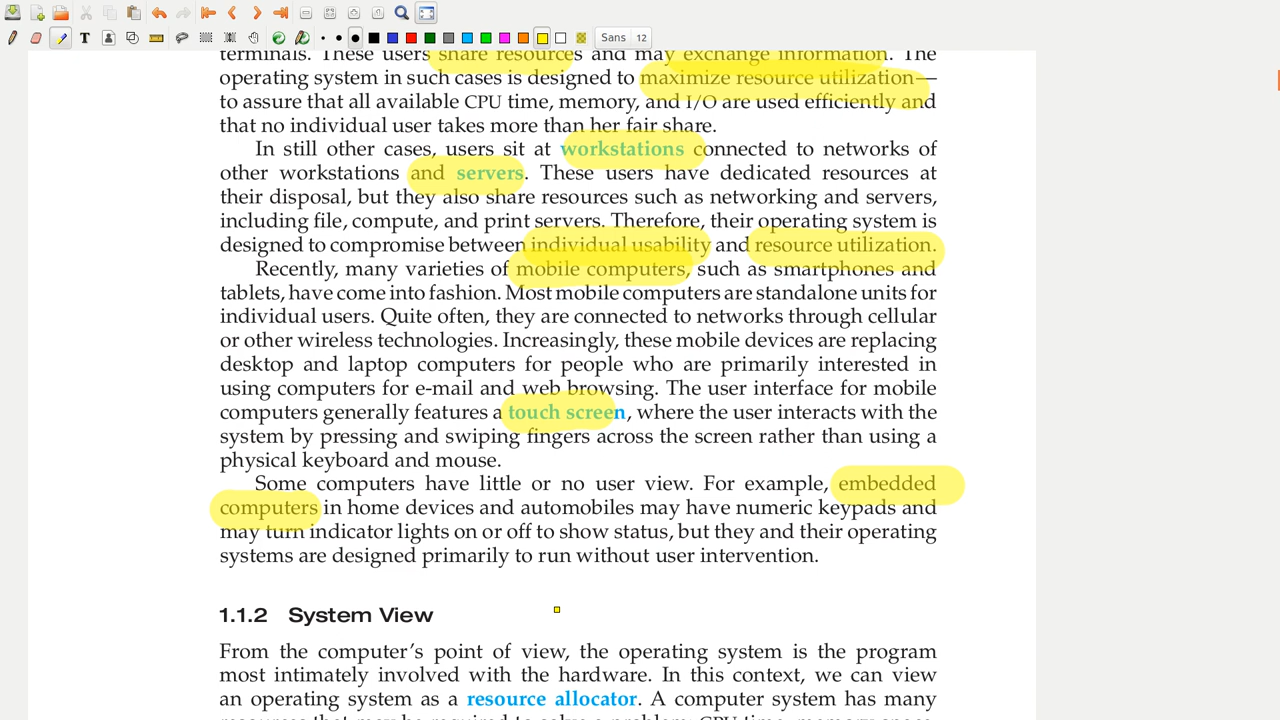 T
Sans 12
terminals. These users share resources and may exchange information. The
operating system in such cases is designed to maximize resource utilization—
to assure that all available CPU time, memory, and I/O are used efficiently and
that no individual user takes more than her fair share.
In still other cases, users sit at workstations connected to networks of
other workstations and servers. These users have dedicated resources at
their disposal, but they also share resources such as networking and servers,
including file, compute, and print servers. Therefore, their operating system is
designed to compromise between individual usability and resource utilization.
Recently, many varieties of mobile computers, such as smartphones and
tablets, have come into fashion. Most mobile computers are standalone units for
individual users. Quite often, they are connected to networks through cellular
or other wireless technologies. Increasingly, these mobile devices are replacing
desktop and laptop computers for people who are primarily interested in
using computers for e-mail and web browsing. The user interface for mobile
computers generally features a touch screen, where the user interacts with the
system by pressing and swiping fingers across the screen rather than using a
physical keyboard and mouse.
Some computers have little or no user view. For example, embedded
computers in home devices and automobiles may have numeric keypads and
may turn indicator lights on or off to show status, but they and their operating
systems are designed primarily to run without user intervention.
1.1.2 System View
From the computer's point of view, the operating system is the program
most intimately involved with the hardware. In this context, we can view
an operating system as a resource allocator. A computer system has many
resources that may be required to solve a problem: CPU time, memory space,